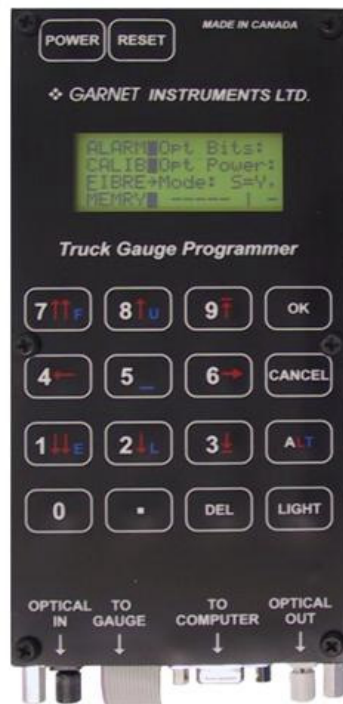 MADE IN CANADA
POWER RESET
GARNET INSTRUMENTS LTD.
ALARM Opt Bits:
CALIB Opt Power:
FIBRE→Mode: S=Y.
MEMRY ----- | -
Truck Gauge Programmer
7 ↑↑ F 8 ↑ U 9 ↑ OK
4 ← 5 _ 6 → CANCEL
1 ↓↓ E 2 ↓ L 3 ↓ ALT
0 . DEL LIGHT
OPTICAL IN TO GAUGE TO COMPUTER OPTICAL OUT